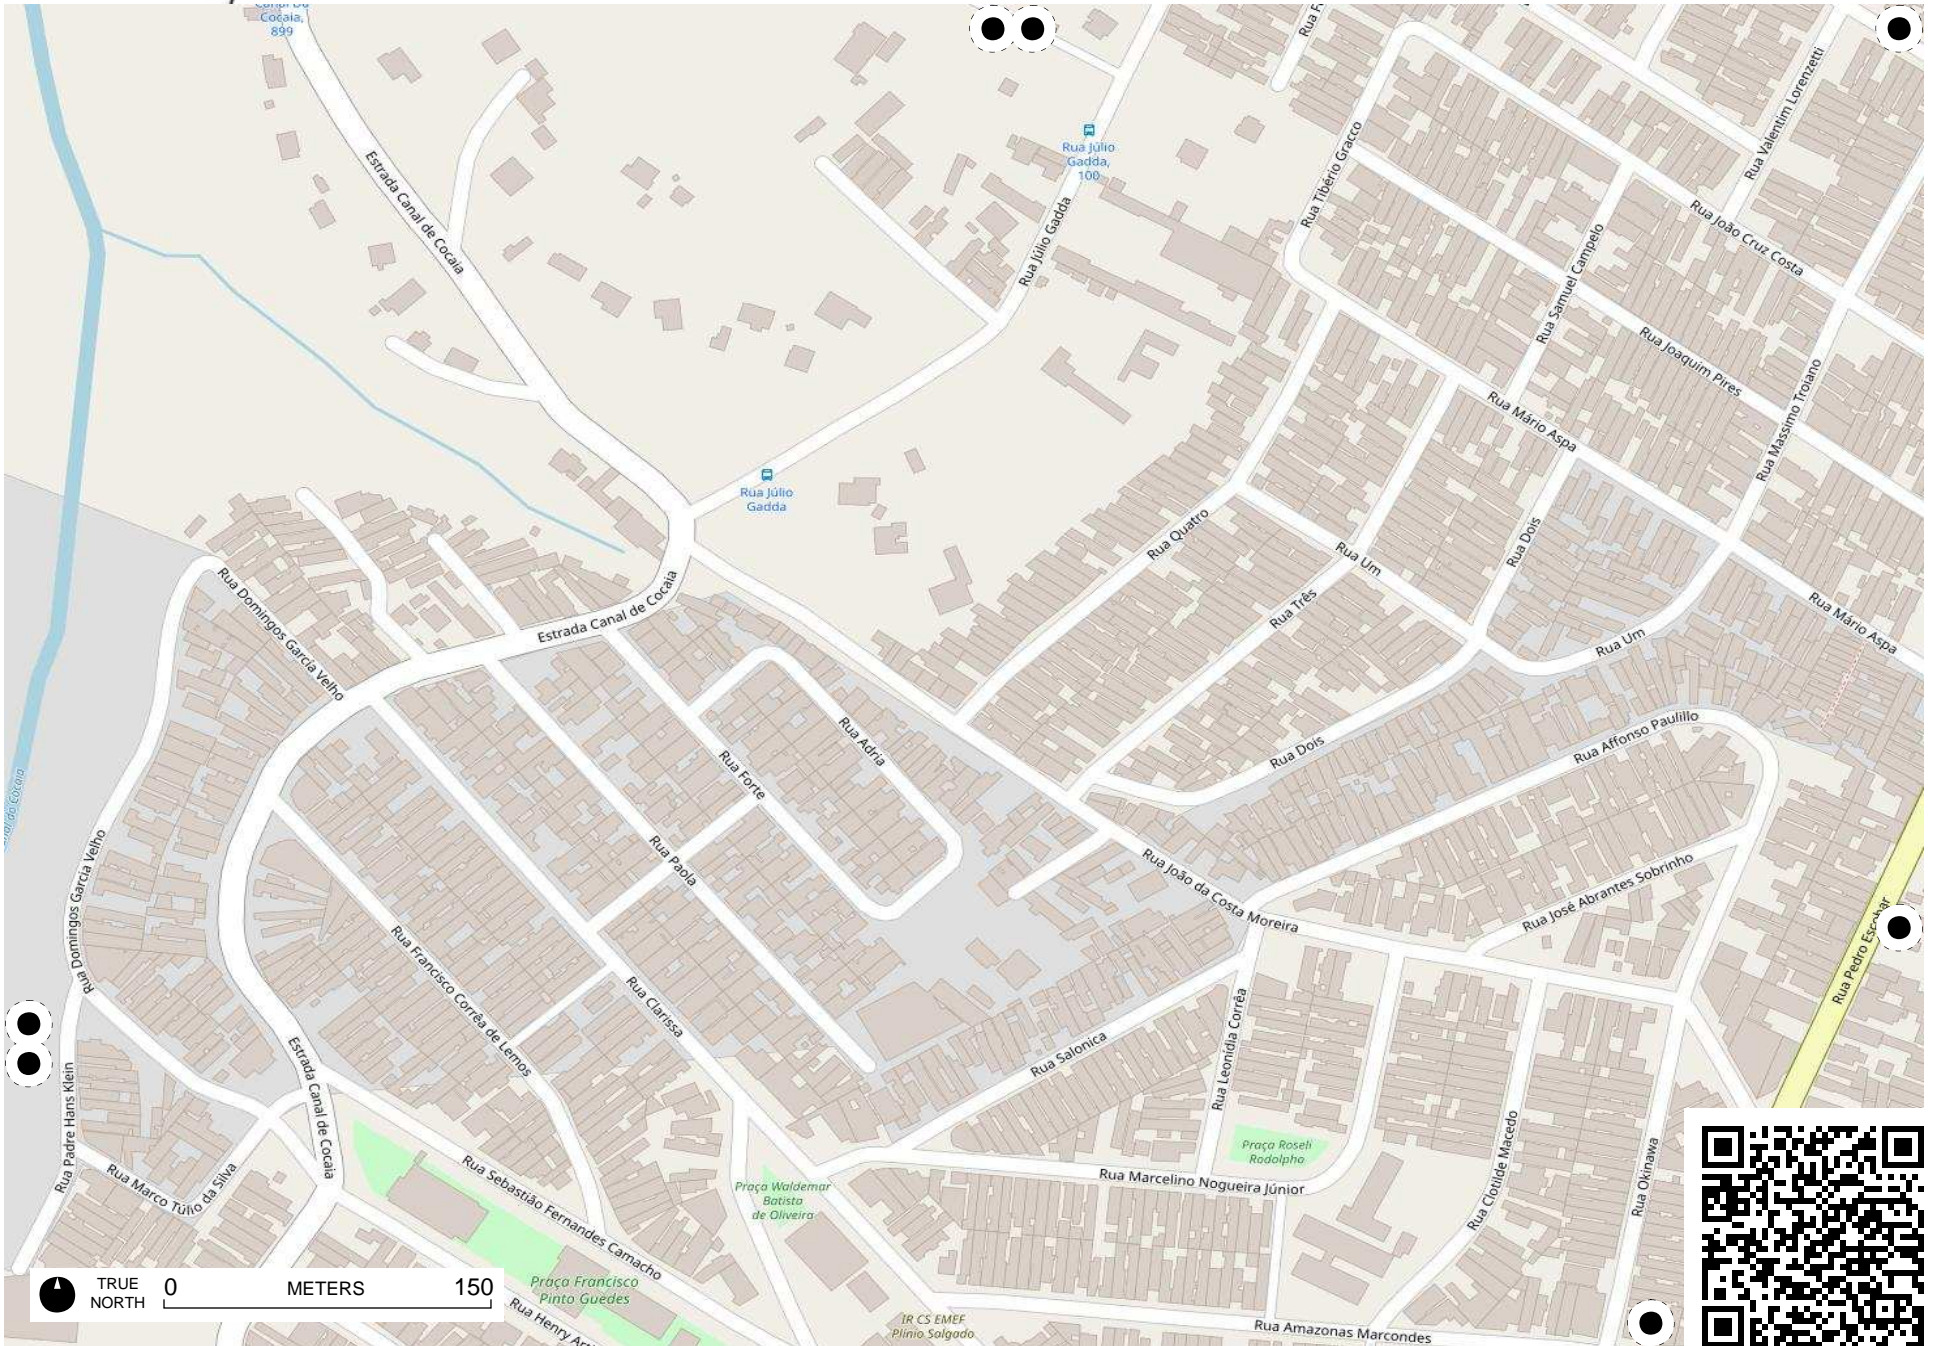 Cocaia,
899
Estrada Canal de Cocaia
Rua Júlio
Gadda,
100
Rua Júlio Gadda
Rua Tibério Gracco
Rua Valentim Lorenzetti
Rua João Cruz Costa
Rua Samuel Campelo
Rua Joaquim Pires
Rua Massimo Troiano
Rua Mário Aspa
Rua Júlio
Gadda
Rua Quatro
Rua Um
Rua Dois
Rua Três
Rua Domingos Garcia Velho
Estrada Canal de Cocaia
Rua Um
Rua Mário Aspa
Rua Adria
Rua Forte
Rua Dois
Rua Affonso Paulillo
Rua Paola
Rua Domingos Garcia Velho
Rua João da Costa Moreira
Rua José Abrantes Sobrinho
Rua Pedro Escobar
Rua Francisco Corrêa de Lemos
Rua Clarissa
Rua Salonica
Rua Leonídia Corrêa
Estrada Canal de Cocaia
Rua Padre Hans Klein
Rua Marco Túlio da Silva
Rua Sebastião Fernandes Camacho
Praça Waldemar
Batista
de Oliveira
Rua Marcelino Nogueira Júnior
Praça Roseli
Rodolpho
Rua Clotilde Macedo
Rua Okinawa
Praça Francisco
Pinto Guedes
Rua Henry
IR CS EMEF
Plínio Salgado
Rua Amazonas Marcondes
TRUE
NORTH
0 METERS 150